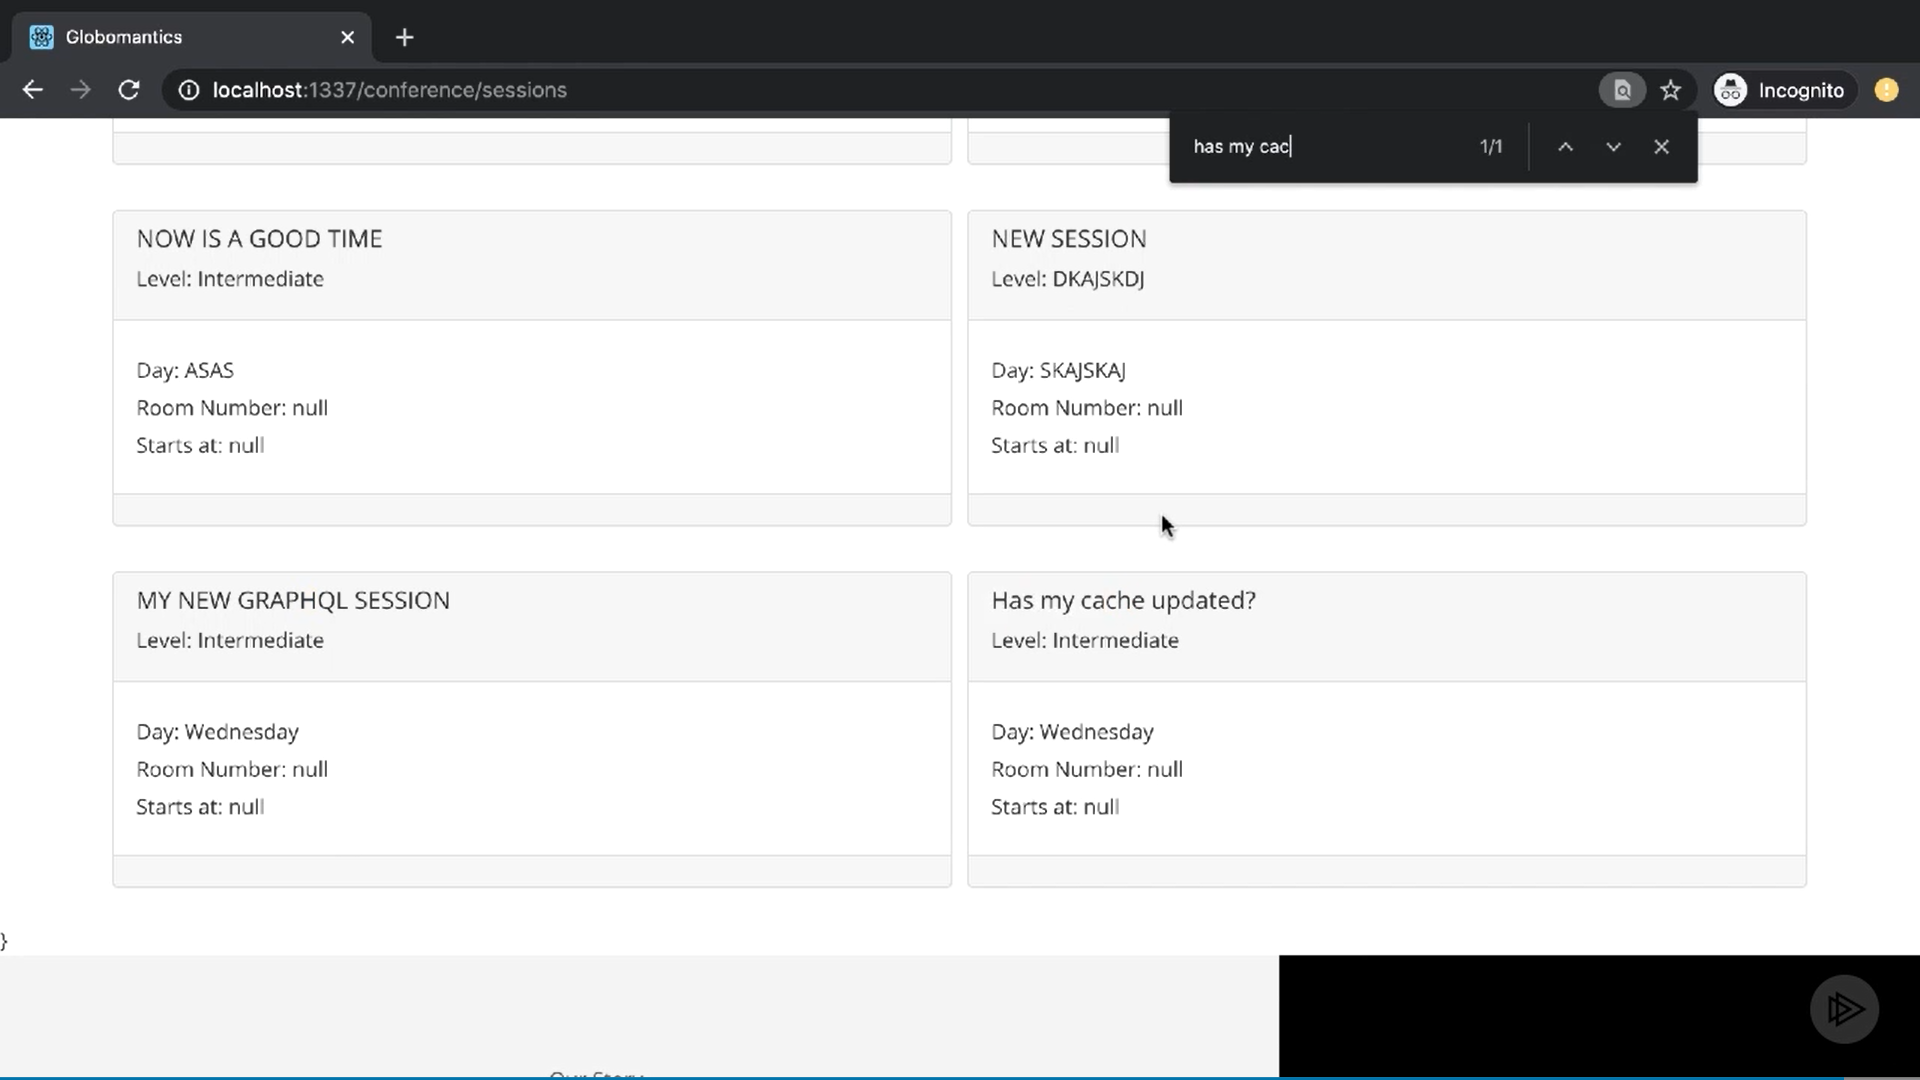 Globomantics
localhost:1337/conference/sessions
Incognito
has my cac
1/1
NOW IS A GOOD TIME
Level: Intermediate
Day: ASAS
Room Number: null
Starts at: null
NEW SESSION
Level: DKAJSKDJ
Day: SKAJSKAJ
Room Number: null
Starts at: null
MY NEW GRAPHQL SESSION
Level: Intermediate
Day: Wednesday
Room Number: null
Starts at: null
Has my cache updated?
Level: Intermediate
Day: Wednesday
Room Number: null
Starts at: null
}
Our Story